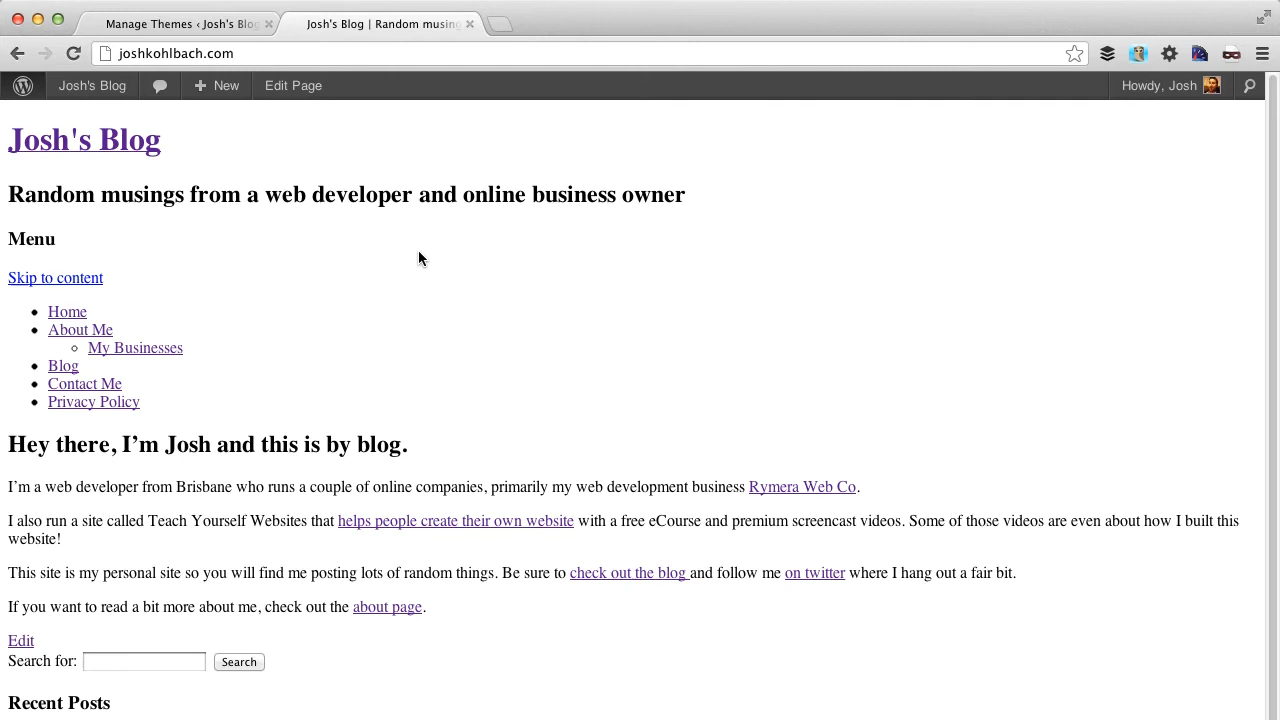 Manage Themes ‹ Josh's Blog
Josh's Blog | Random musing
joshkohlbach.com
Josh's Blog
New
Edit Page
Howdy, Josh
Josh's Blog
Random musings from a web developer and online business owner
Menu
Skip to content
Home
About Me
My Businesses
Blog
Contact Me
Privacy Policy
Hey there, I’m Josh and this is by blog.
I’m a web developer from Brisbane who runs a couple of online companies, primarily my web development business Rymera Web Co.
I also run a site called Teach Yourself Websites that helps people create their own website with a free eCourse and premium screencast videos. Some of those videos are even about how I built this
website!
This site is my personal site so you will find me posting lots of random things. Be sure to check out the blog and follow me on twitter where I hang out a fair bit.
If you want to read a bit more about me, check out the about page.
Edit
Search for:
Search
Recent Posts